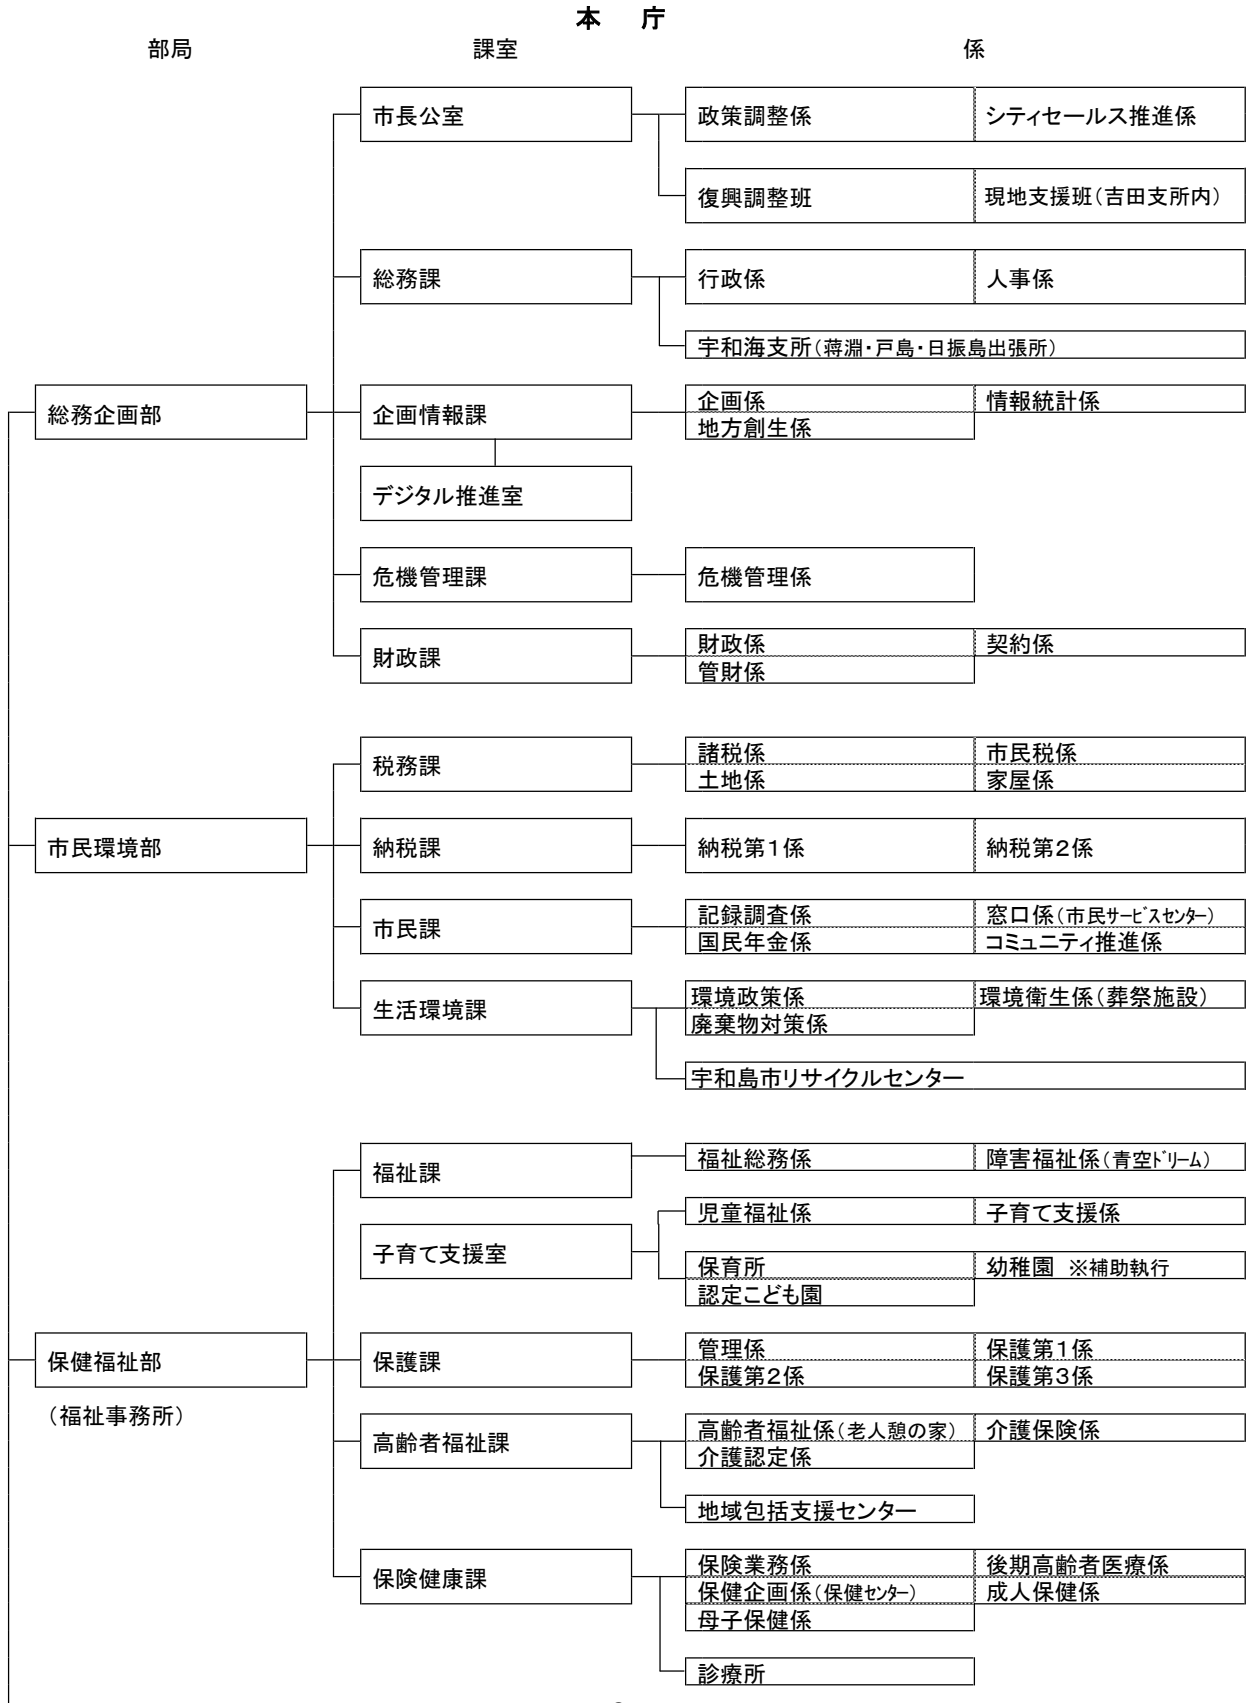 本　庁
部局　課室　係
市長公室　政策調整係　シティセールス推進係
復興調整班　現地支援班（吉田支所内）
総務課　行政係　人事係
宇和海支所（蒋淵・戸島・日振島出張所）
総務企画部　企画情報課　企画係　情報統計係
地方創生係
デジタル推進室
危機管理課　危機管理係
財政課　財政係　契約係
管財係
税務課　諸税係　市民税係
土地係　家屋係
市民環境部　納税課　納税第１係　納税第２係
市民課　記録調査係　窓口係（市民ｻｰﾋﾞｽｾﾝﾀｰ）
国民年金係　コミュニティ推進係
生活環境課　環境政策係　環境衛生係（葬祭施設）
廃棄物対策係
宇和島市リサイクルセンター
福祉課　福祉総務係　障害福祉係（青空ﾄﾞﾘｰﾑ）
子育て支援室　児童福祉係　子育て支援係
保育所　幼稚園　※補助執行
認定こども園
保健福祉部　保護課　管理係　保護第１係
保護第２係　保護第３係
（福祉事務所）
高齢者福祉課　高齢者福祉係（老人憩の家）　介護保険係
介護認定係
地域包括支援センター
保険健康課　保険業務係　後期高齢者医療係
保健企画係（保健ｾﾝﾀｰ）　成人保健係
母子保健係
診療所